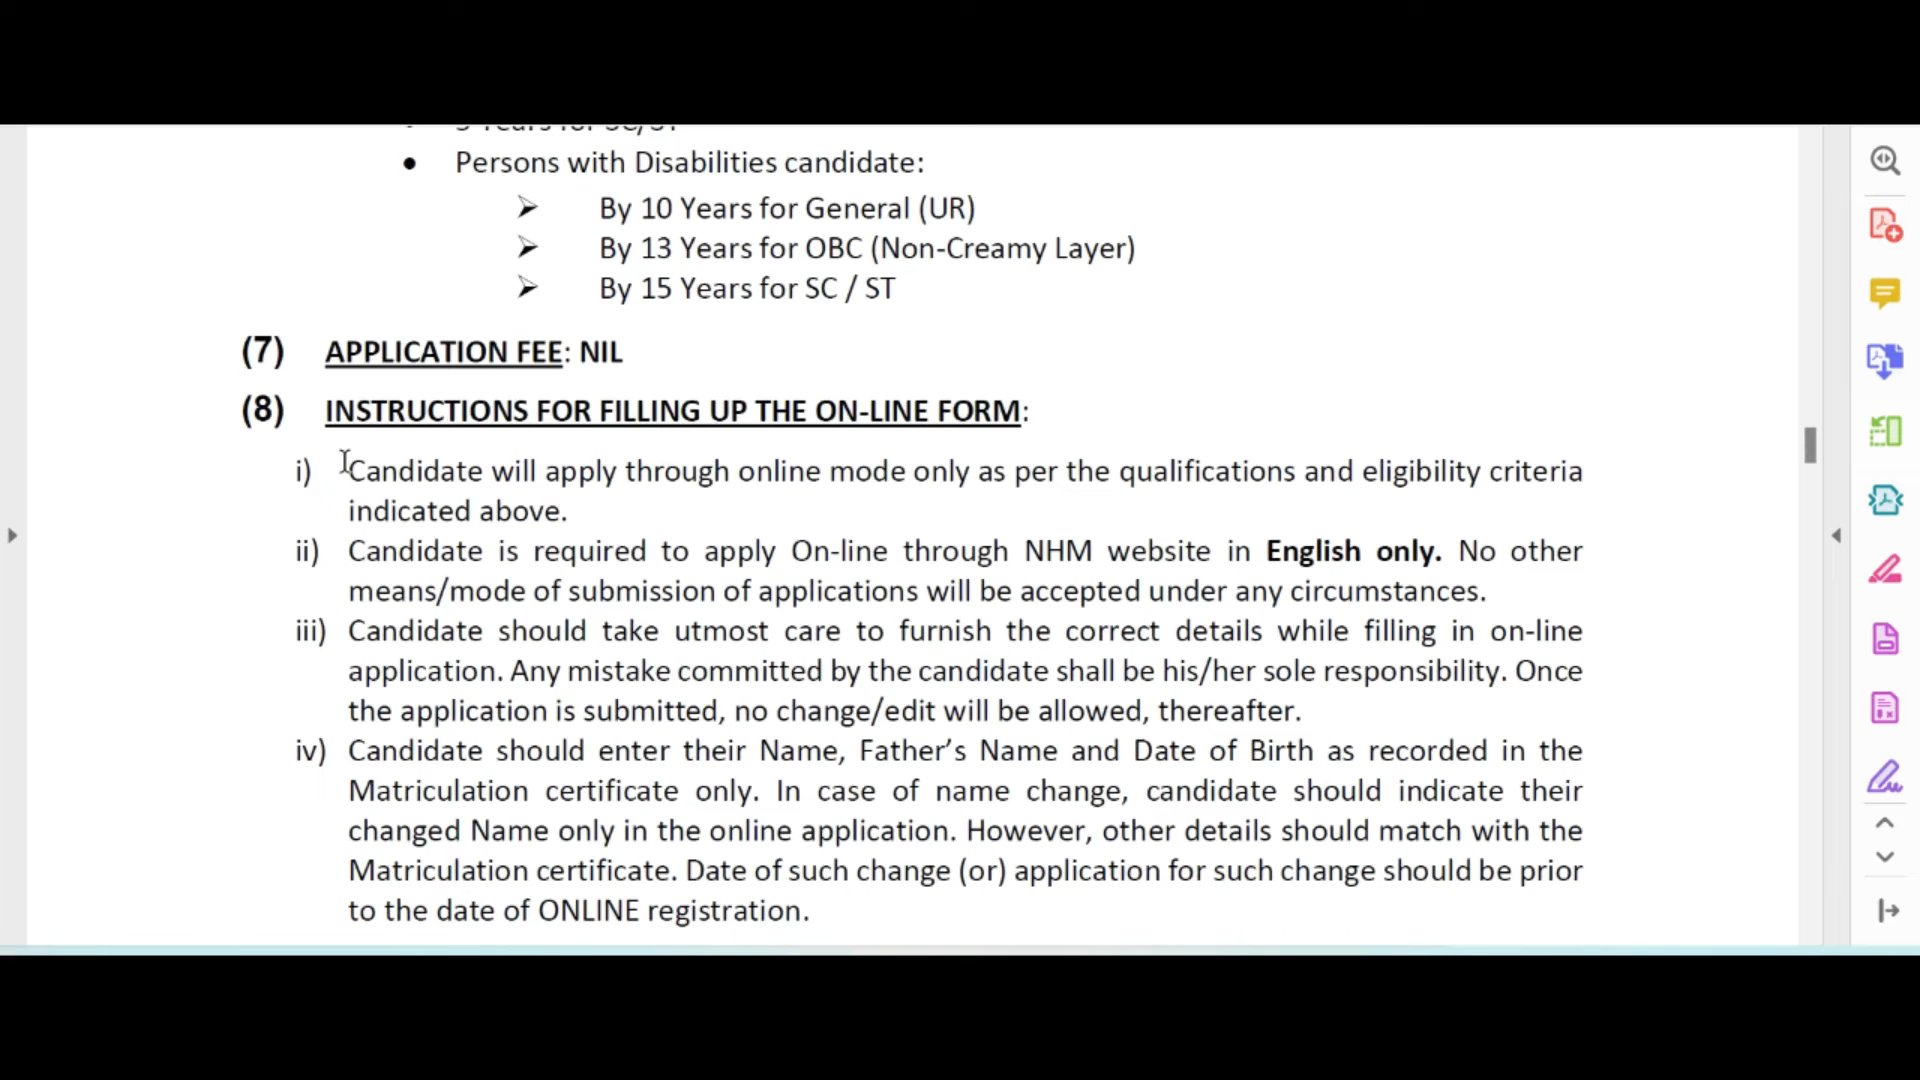 5 Years for SC/ST
• Persons with Disabilities candidate:
➢ By 10 Years for General (UR)
➢ By 13 Years for OBC (Non-Creamy Layer)
➢ By 15 Years for SC / ST
(7) APPLICATION FEE: NIL
(8) INSTRUCTIONS FOR FILLING UP THE ON-LINE FORM:
i) Candidate will apply through online mode only as per the qualifications and eligibility criteria
indicated above.
ii) Candidate is required to apply On-line through NHM website in English only. No other
means/mode of submission of applications will be accepted under any circumstances.
iii) Candidate should take utmost care to furnish the correct details while filling in on-line
application. Any mistake committed by the candidate shall be his/her sole responsibility. Once
the application is submitted, no change/edit will be allowed, thereafter.
iv) Candidate should enter their Name, Father’s Name and Date of Birth as recorded in the
Matriculation certificate only. In case of name change, candidate should indicate their
changed Name only in the online application. However, other details should match with the
Matriculation certificate. Date of such change (or) application for such change should be prior
to the date of ONLINE registration.